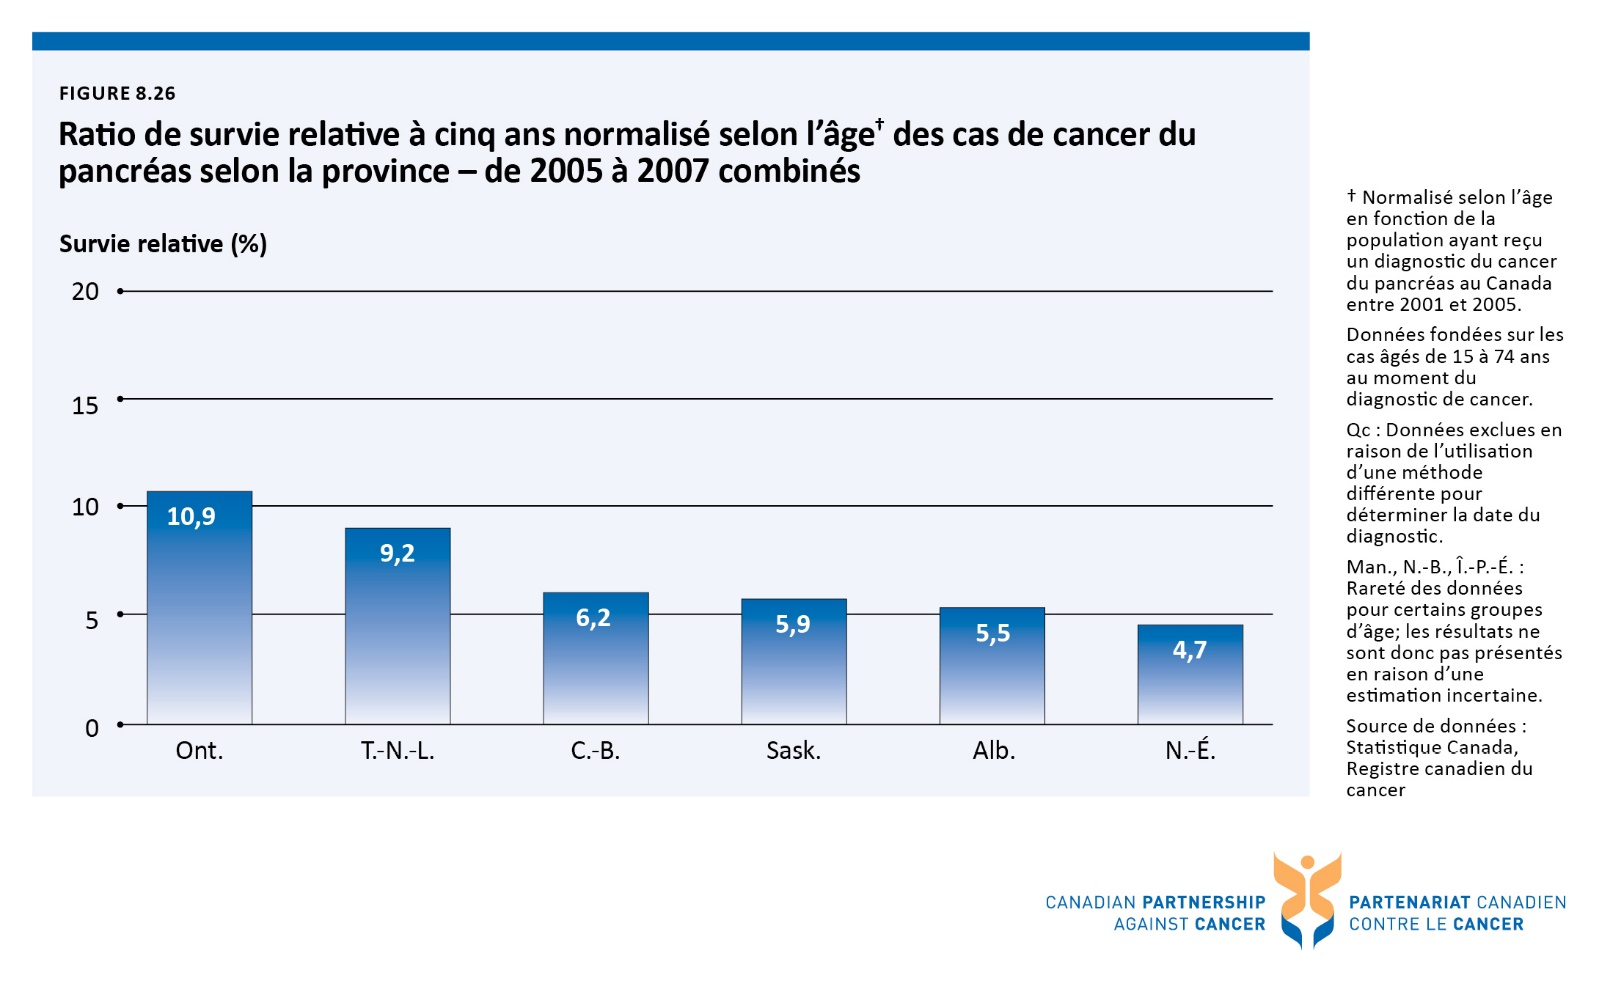 FIGURE 8.26
Ratio de survie relative à cinq ans normalisé selon l'âge† des cas de cancer du
pancréas selon la province – de 2005 à 2007 combinés
Survie relative (%)
20
15
10
5
0
10,9
9,2
6,2
5,9
5,5
4,7
Ont.
T.-N.-L.
C.-B.
Sask.
Alb.
N.-É.
† Normalisé selon l'âge
en fonction de la
population ayant reçu
un diagnostic du cancer
du pancréas au Canada
entre 2001 et 2005.
Données fondées sur les
cas âgés de 15 à 74 ans
au moment du
diagnostic de cancer.
Qc : Données exclues en
raison de l'utilisation
d'une méthode
différente pour
déterminer la date du
diagnostic.
Man., N.-B., Î.-P.-É. :
Rareté des données
pour certains groupes
d'âge; les résultats ne
sont donc pas présentés
en raison d'une
estimation incertaine.
Source de données :
Statistique Canada,
Registre canadien du
cancer
CANADIAN PARTNERSHIP
AGAINST CANCER
PARTENARIAT CANADIEN
CONTRE LE CANCER